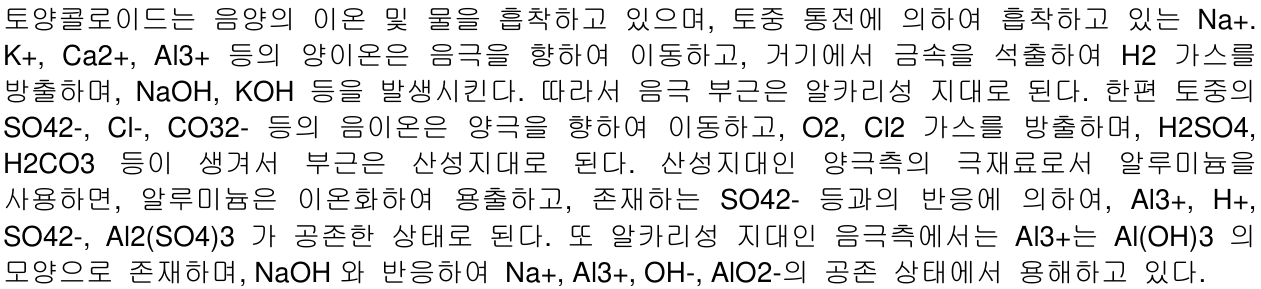 토양콜로이드는 음양의 이온 및 물을 흡착하고 있으며, 토중 통전에 의하여 흡착하고 있는 Na+.
K+, Ca2+, Al3+ 등의 양이온은 음극을 향하여 이동하고, 거기에서 금속을 석출하여 H2 가스를
방출하며, NaOH, KOH 등을 발생시킨다. 따라서 음극 부근은 알카리성 지대로 된다. 한편 토중의
SO42-, Cl-, CO32- 등의 음이온은 양극을 향하여 이동하고, O2, Cl2 가스를 방출하며, H2SO4,
H2CO3 등이 생겨서 부근은 산성지대로 된다. 산성지대인 양극측의 극재료로서 알루미늄을
사용하면, 알루미늄은 이온화하여 용출하고, 존재하는 SO42- 등과의 반응에 의하여, Al3+, H+,
SO42-, Al2(SO4)3 가 공존한 상태로 된다. 또 알카리성 지대인 음극측에서는 Al3+는 Al(OH)3 의
모양으로 존재하며, NaOH 와 반응하여 Na+, Al3+, OH-, AlO2-의 공존 상태에서 용해하고 있다.